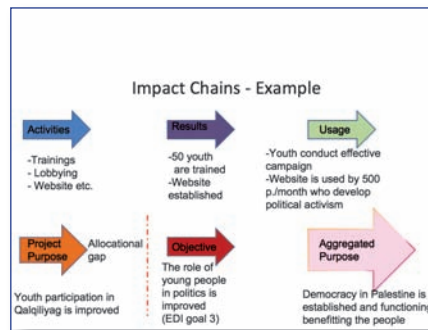 Impact Chains - Example
Activities
-Trainings
- Lobbying
- Website etc.
Results
-50 youth
are trained
-Website
established
Usage
-Youth conduct effective
campaign
-Website is used by 500
p./month who develop
political activism
Project
Purpose
Allocational
gap
Youth participation in
Qalqiliyag is improved
Objective
The role of
young people
in politics is
improved
(EDI goal 3)
Aggregated
Purpose
Democracy in Palestine is
established and functioning
benefitting the people